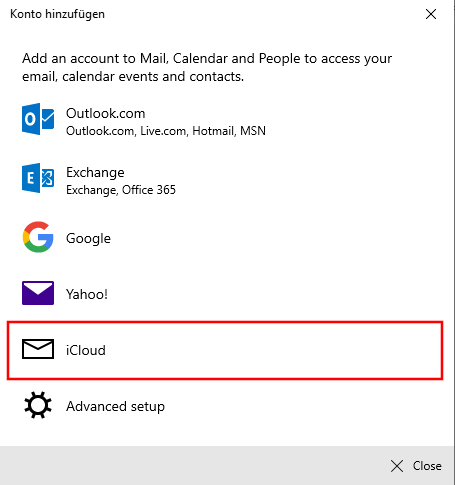 Konto hinzufügen
Add an account to Mail, Calendar and People to access your
email, calendar events and contacts.
Outlook.com
Outlook.com, Live.com, Hotmail, MSN
Exchange
Exchange, Office 365
Google
Yahoo!
iCloud
Advanced setup
Close